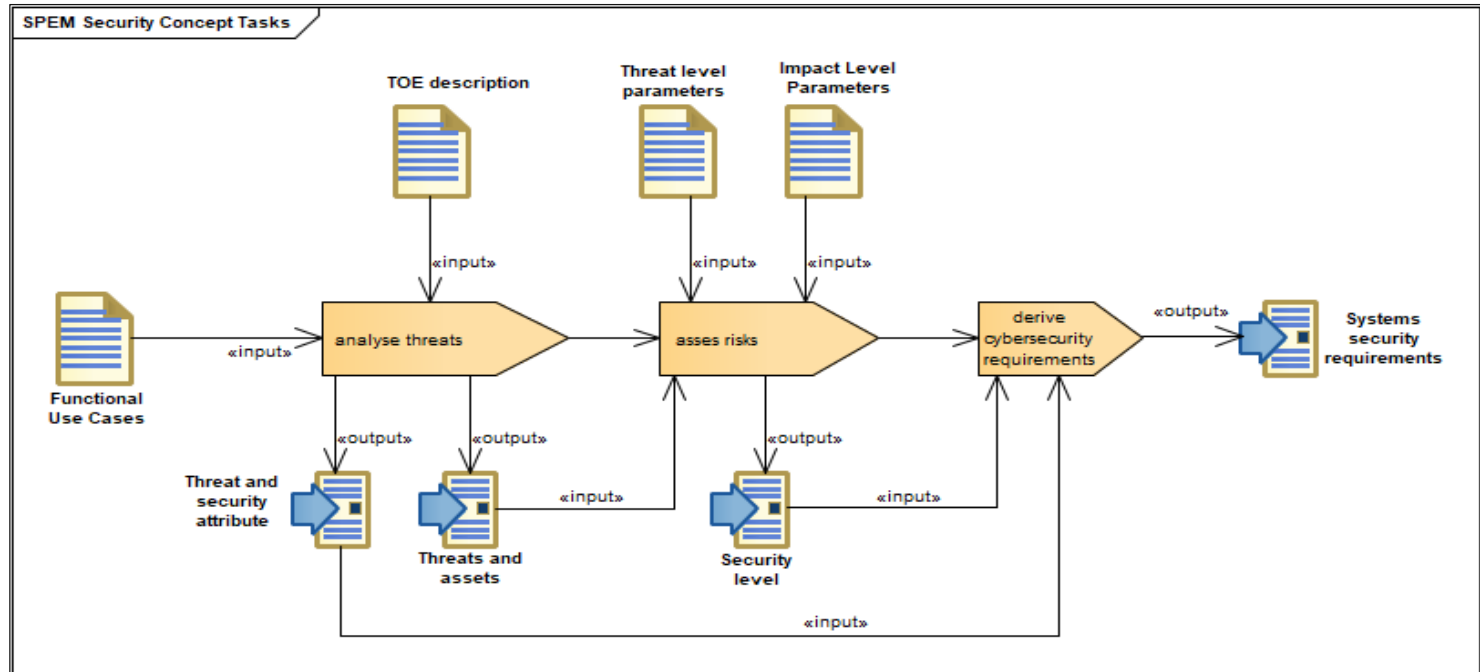 SPEM Security Concept Tasks
TOE description
Threat level
parameters
Impact Level
Parameters
«input»
«input»
«input»
«input»
analyse threats
asses risks
derive
cybersecurity
requirements
«output»
Systems
security
requirements
Functional
Use Cases
«output»
«output»
«output»
Threat and
security
attribute
«input»
«input»
Threats and
assets
Security
level
«input»